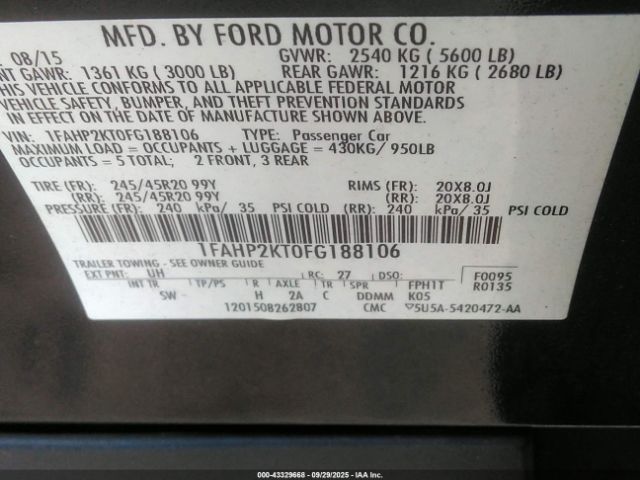 MFD. BY FORD MOTOR CO.
08/15 GVWR: 2540 KG ( 5600 LB)
NT GAWR: 1361 KG ( 3000 LB) REAR GAWR: 1216 KG ( 2680 LB)
THIS VEHICLE CONFORMS TO ALL APPLICABLE FEDERAL MOTOR
VEHICLE SAFETY, BUMPER, AND THEFT PREVENTION STANDARDS
IN EFFECT ON THE DATE OF MANUFACTURE SHOWN ABOVE.
VIN: 1FAHP2KT0FG188106 TYPE: Passenger Car
MAXIMUM LOAD = OCCUPANTS + LUGGAGE = 430KG/ 950LB
OCCUPANTS = 5 TOTAL; 2 FRONT, 3 REAR
TIRE (FR): 245/45R20 99Y RIMS (FR): 20X8.0J
(RR): 245/45R20 99Y (RR): 20X8.0J
PRESSURE (FR): 240 kPa/ 35 PSI COLD (RR): 240 kPa/ 35 PSI COLD
1FAHP2KT0FG188106
TRAILER TOWING - SEE OWNER GUIDE
EXT PNT: UH RC: 27 DSO: F0095
INT TR TP/PS R AXLE TR SPR FPH1T R0135
SW -- H 2A C DDMM K05
1201508262807 CMC 5U5A-5420472-AA
000-43329668 - 09/29/2025 - IAA Inc.